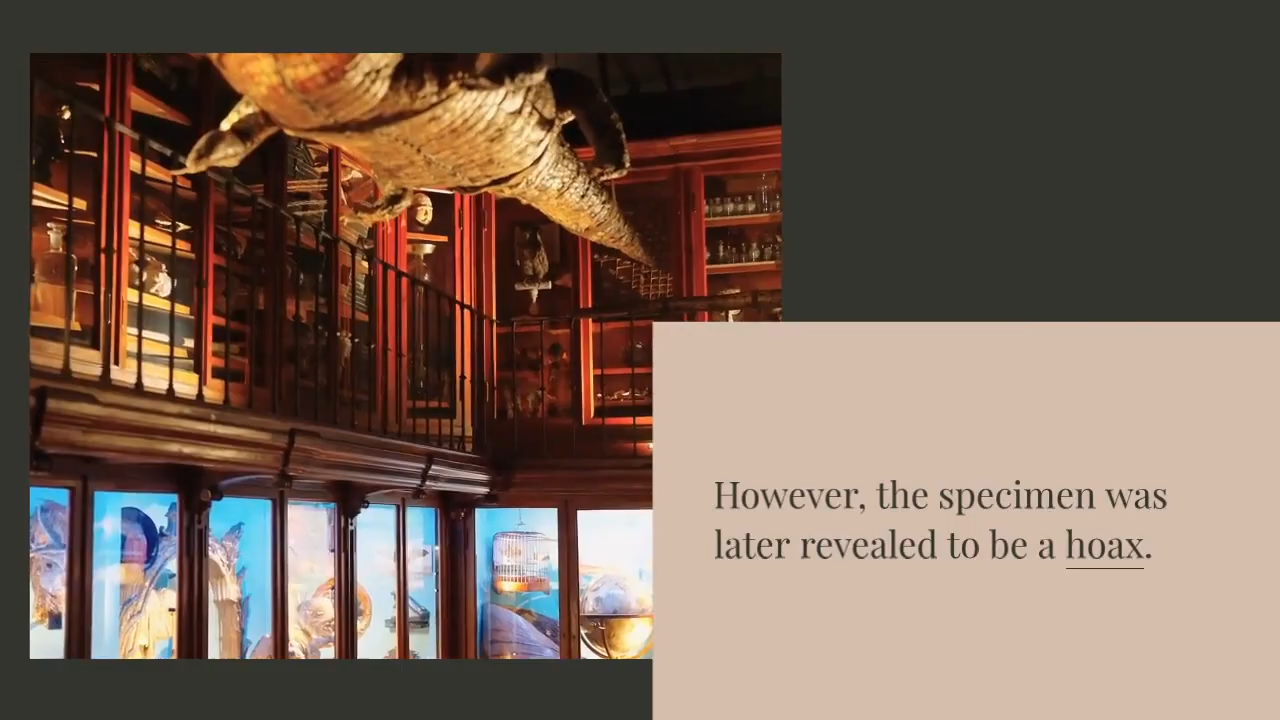 However, the specimen was
later revealed to be a hoax.